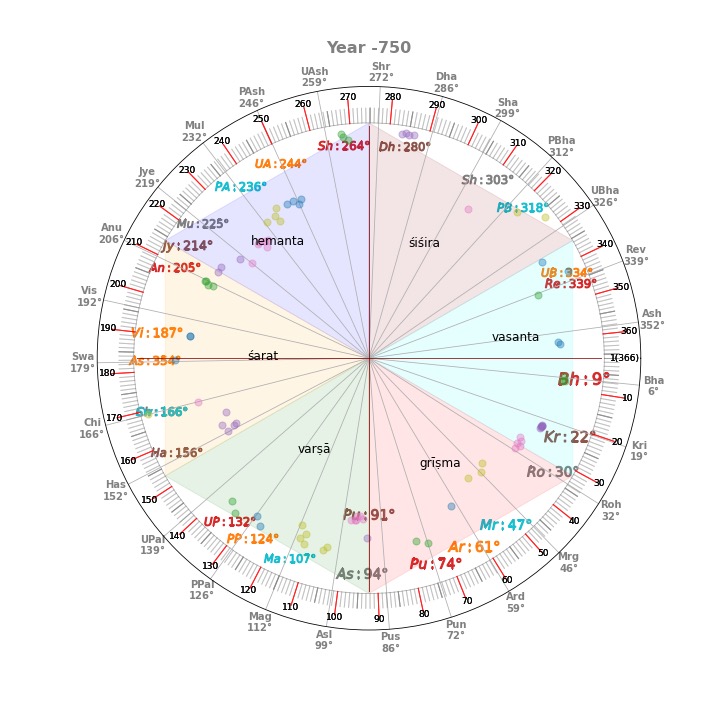 Year -750
Shr
272°
Dha
286°
Sha
299°
PBha
312°
UBha
326°
Rev
339°
Ash
352°
Bha
6°
Kri
19°
Roh
32°
Mrg
46°
Ard
59°
Pun
72°
Pus
86°
Asl
99°
Mag
112°
PPal
126°
UPal
139°
Has
152°
Chi
166°
Swa
179°
Vis
192°
Anu
206°
Jye
219°
Mul
232°
PAsh
246°
UAsh
259°
270
280
290
300
310
320
330
340
350
360
1(366)
10
20
30
40
50
60
70
80
90
100
110
120
130
140
150
160
170
180
190
200
210
220
230
240
250
260
Sh:264°
Dh:280°
Sh:303°
PB:318°
UB:334°
Re:339°
Bh:9°
Kr:22°
Ro:30°
Mr:47°
Ar:61°
Pu:74°
Pu:91°
As:94°
Ma:107°
PP:124°
UP:132°
Ha:156°
Ch:166°
As:354°
Vi:187°
An:205°
Jy:214°
Mu:225°
PA:236°
UA:244°
hemanta
śiśira
vasanta
grīṣma
varṣā
śarat